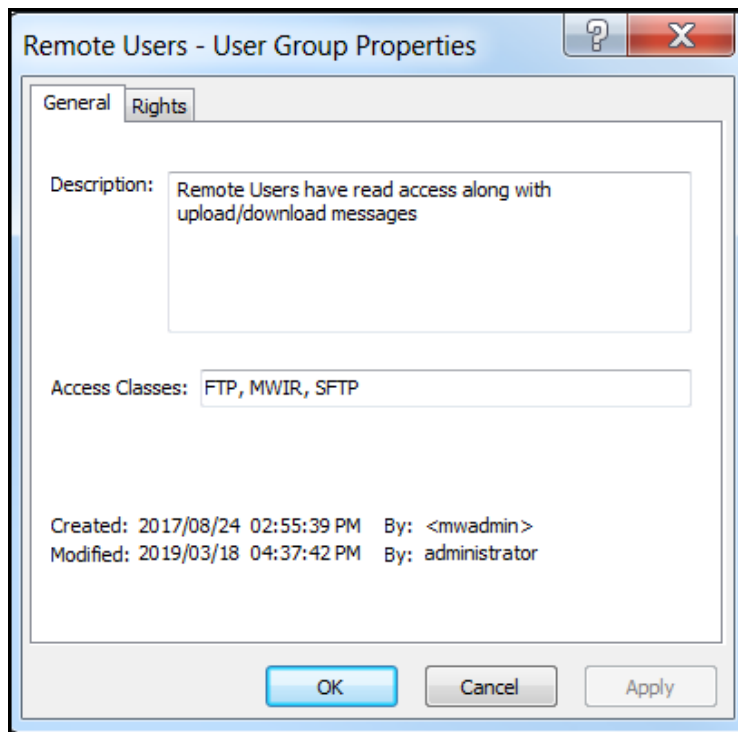 Remote Users - User Group Properties
General Rights
Description: Remote Users have read access along with
upload/download messages
Access Classes: FTP, MWIR, SFTP
Created: 2017/08/24 02:55:39 PM By: <mwadmin>
Modified: 2019/03/18 04:37:42 PM By: administrator
OK Cancel Apply